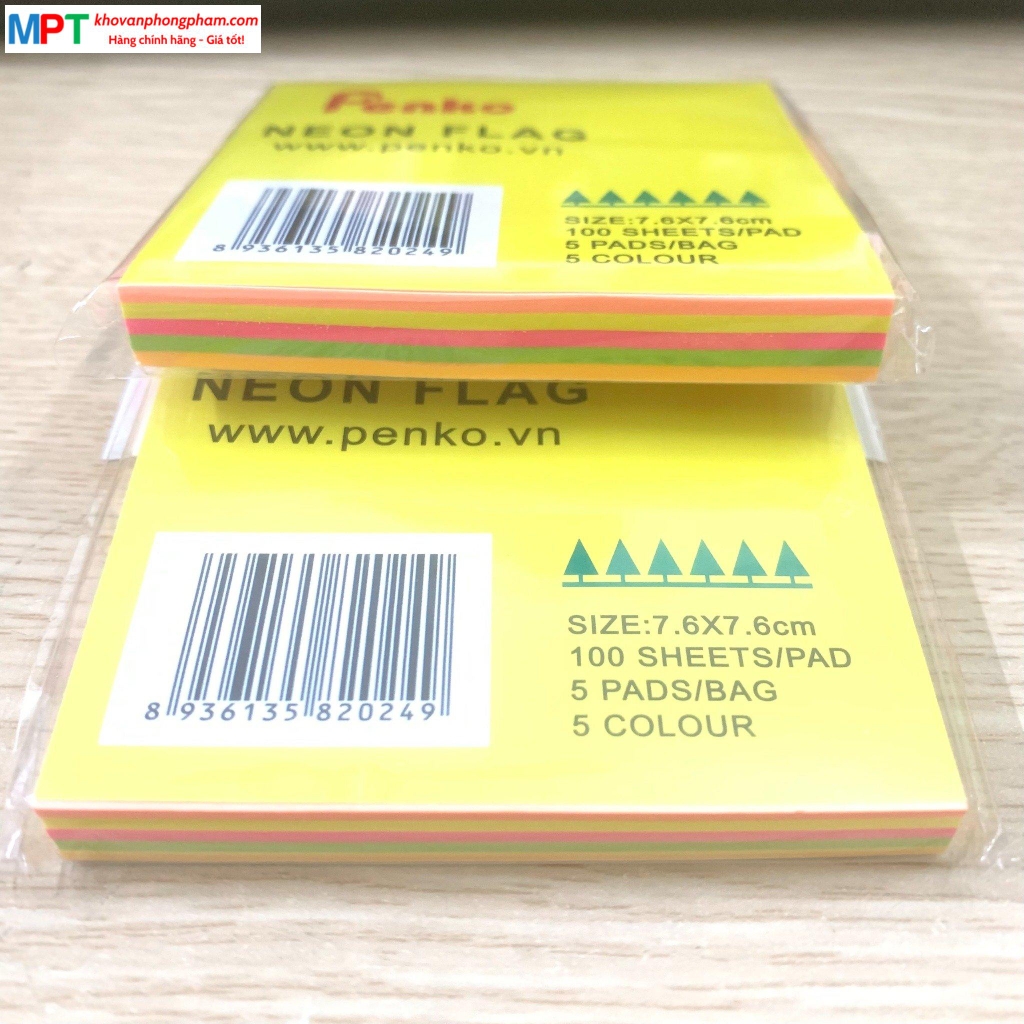 MPT
khovanphongpham.com
Hàng chính hãng - Giá tốt!
Penko
NEON FLAG
www.penko.vn
8 936135 820249
SIZE:7.6X7.6cm
100 SHEETS/PAD
5 PADS/BAG
5 COLOUR
NEON FLAG
www.penko.vn
8 936135 820249
SIZE:7.6X7.6cm
100 SHEETS/PAD
5 PADS/BAG
5 COLOUR